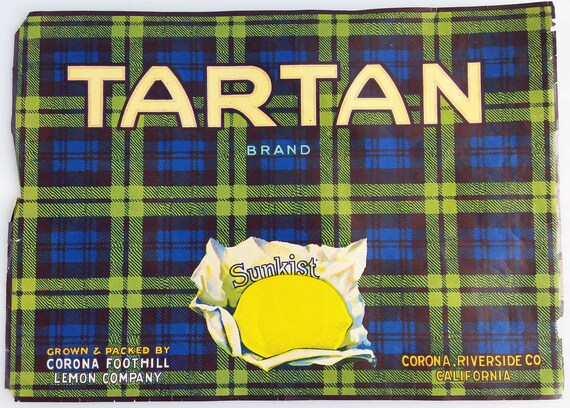 TARTAN
BRAND
Sunkist
GROWN & PACKED BY
CORONA FOOTHILL
LEMON COMPANY
CORONA, RIVERSIDE CO.
CALIFORNIA